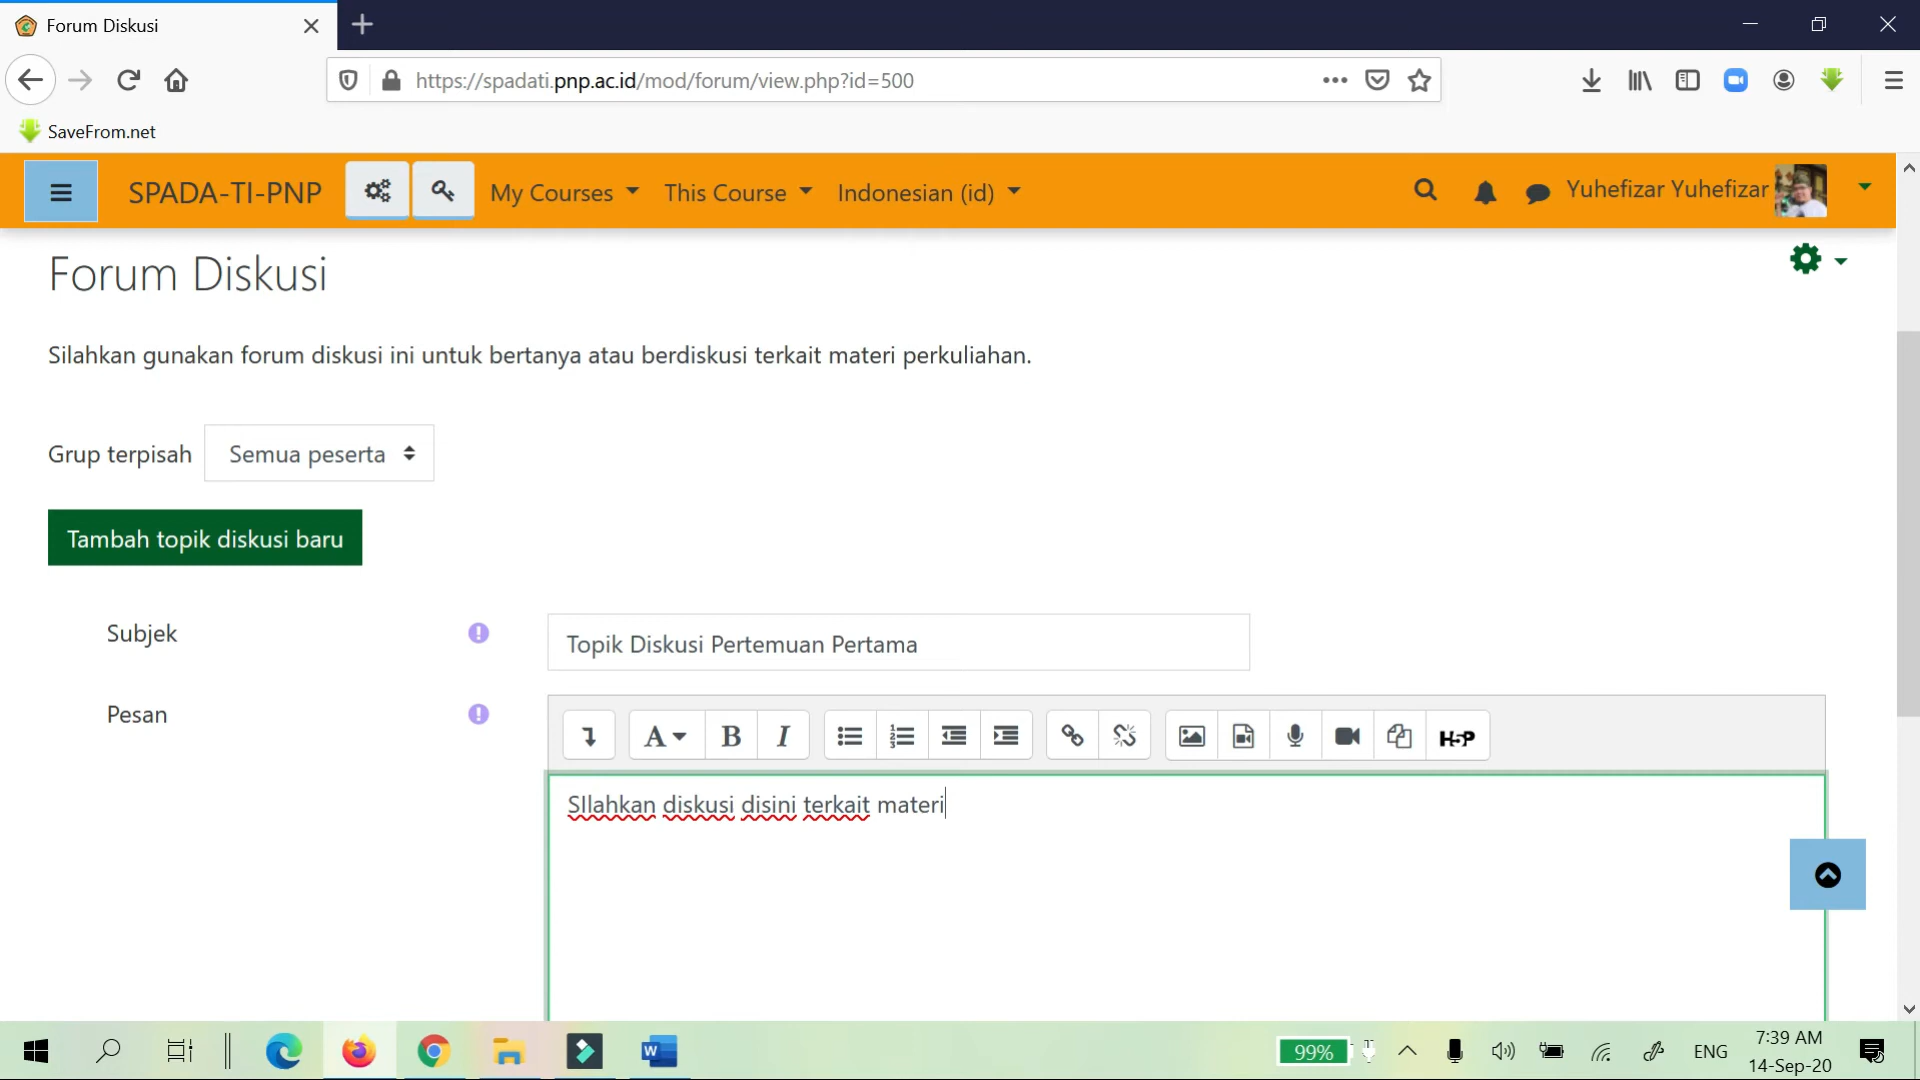 Forum Diskusi
https://spadati.pnp.ac.id/mod/forum/view.php?id=500
SaveFrom.net
SPADA-TI-PNP
My Courses
This Course
Indonesian (id)
Yuhefizar Yuhefizar
Forum Diskusi
Silahkan gunakan forum diskusi ini untuk bertanya atau berdiskusi terkait materi perkuliahan.
Grup terpisah
Semua peserta
Tambah topik diskusi baru
Subjek
Topik Diskusi Pertemuan Pertama
Pesan
A
B
I
H-P
SIlahkan diskusi disini terkait materi
99%
ENG
7:39 AM
14-Sep-20